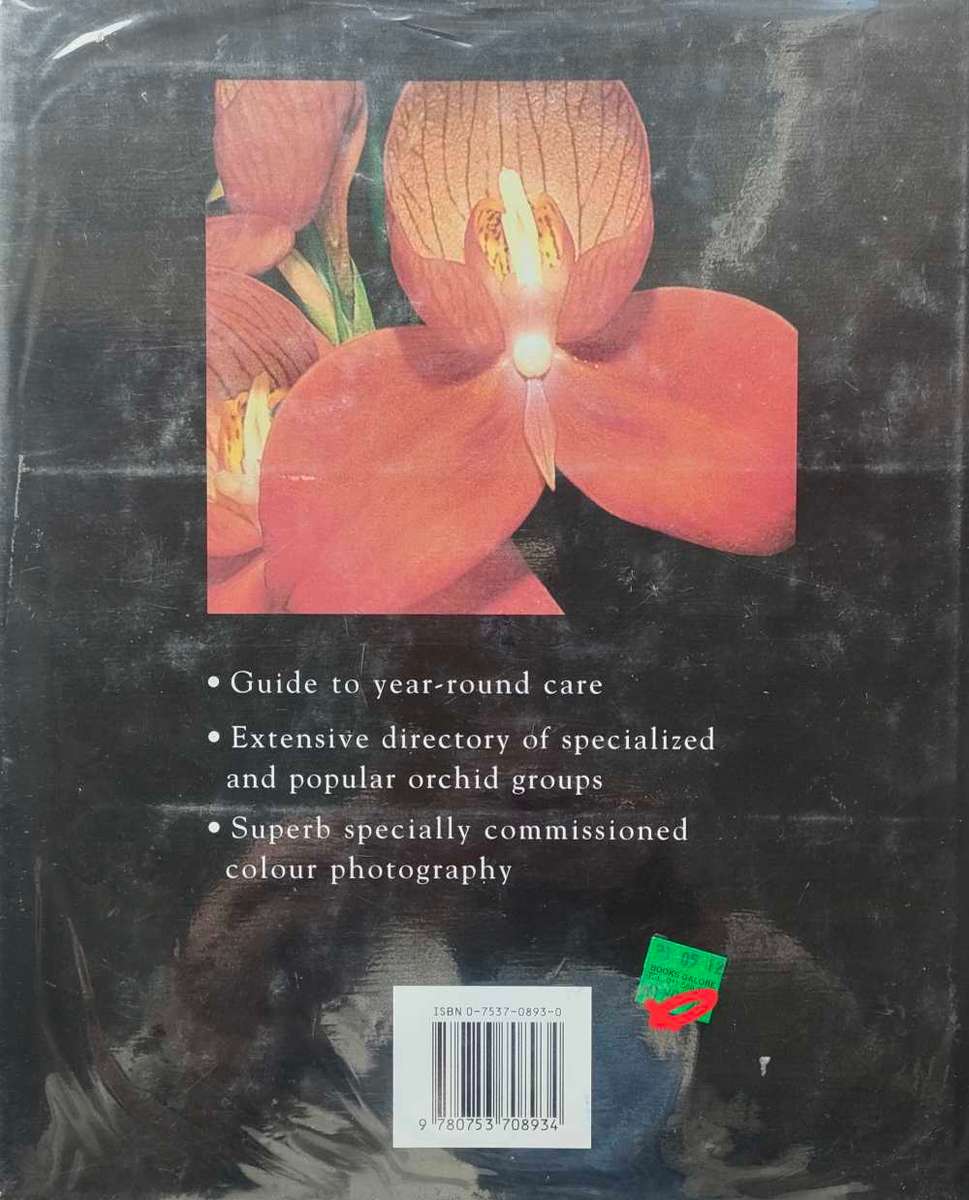 • Guide to year-round care
• Extensive directory of specialized
and popular orchid groups
• Superb specially commissioned
colour photography
BOOKS GALORE
ISBN 0-7537-0893-0
9 780753 708934